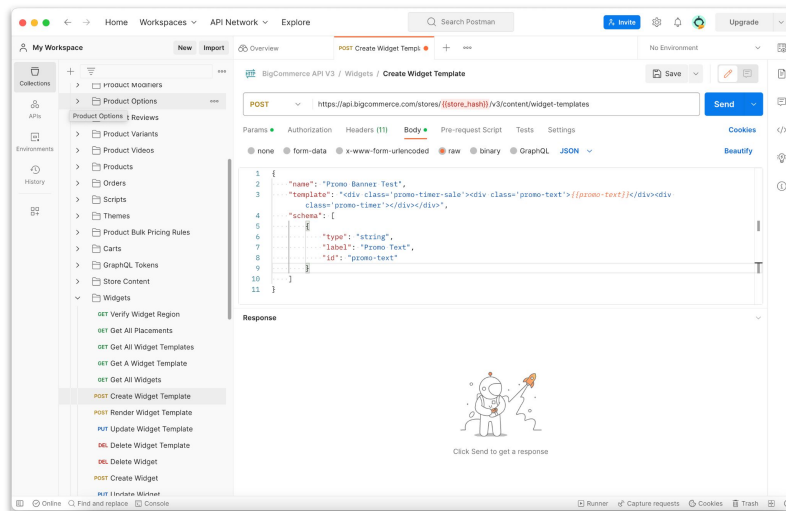 Home Workspaces API Network Explore Search Postman Invite Upgrade
My Workspace New Import Overview POST Create Widget Templ No Environment
Collections
APIs
Environments
History
Product Modifiers
Product Options
Product Options
Reviews
Product Variants
Product Videos
Products
Orders
Scripts
Themes
Product Bulk Pricing Rules
Carts
GraphQL Tokens
Store Content
Widgets
GET Verify Widget Region
GET Get All Placements
GET Get All Widget Templates
GET Get A Widget Template
GET Get All Widgets
POST Create Widget Template
POST Render Widget Template
PUT Update Widget Template
DEL Delete Widget Template
DEL Delete Widget
POST Create Widget
PUT Update Widget
HTTP BigCommerce API V3 / Widgets / Create Widget Template Save
POST https://api.bigcommerce.com/stores/{{store_hash}}/v3/content/widget-templates Send
Params Authorization Headers (11) Body Pre-request Script Tests Settings Cookies
none form-data x-www-form-urlencoded raw binary GraphQL JSON Beautify
1 {
2 "name": "Promo Banner Test",
3 "template": "<div class='promo-timer-sale'><div class='promo-text'>{{promo-text}}</div><div
class='promo-timer'></div></div>",
4 "schema": [
5 {
6 "type": "string",
7 "label": "Promo Text",
8 "id": "promo-text"
9 }
10 ]
11 }
Response
Click Send to get a response
Online Find and replace Console Runner Capture requests Cookies Trash